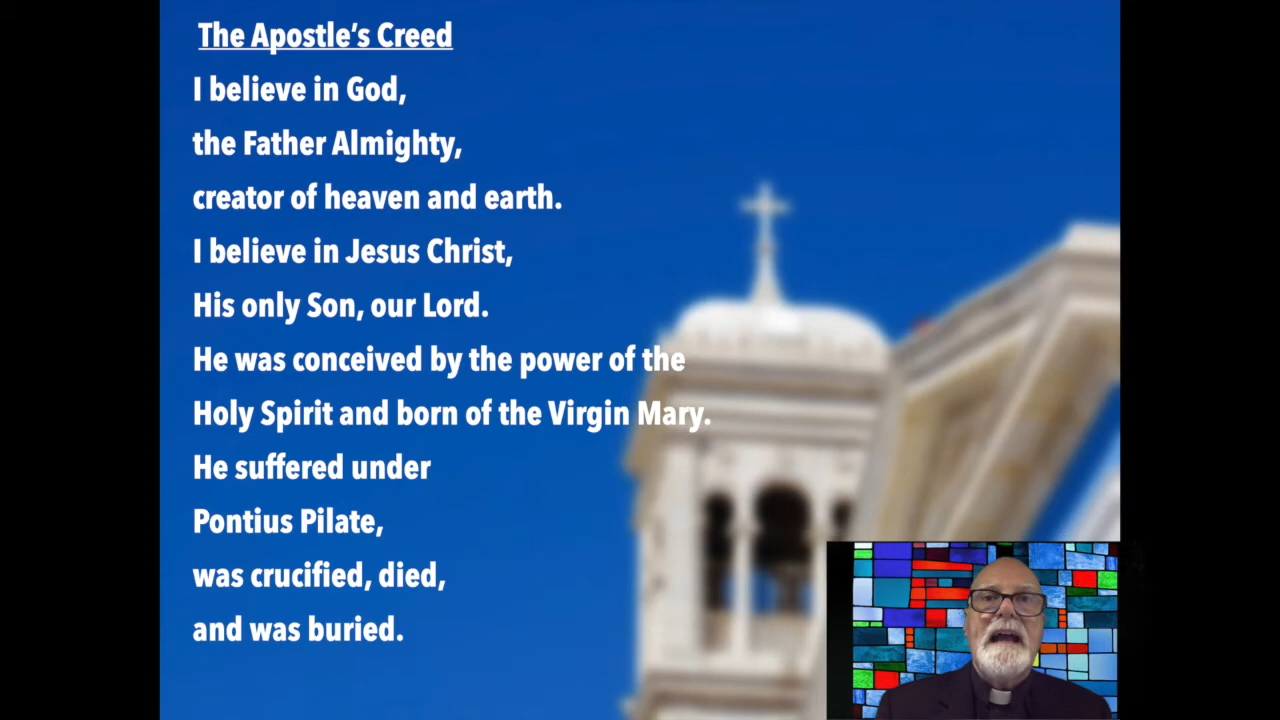 The Apostle’s Creed
I believe in God,
the Father Almighty,
creator of heaven and earth.
I believe in Jesus Christ,
His only Son, our Lord.
He was conceived by the power of the
Holy Spirit and born of the Virgin Mary.
He suffered under
Pontius Pilate,
was crucified, died,
and was buried.